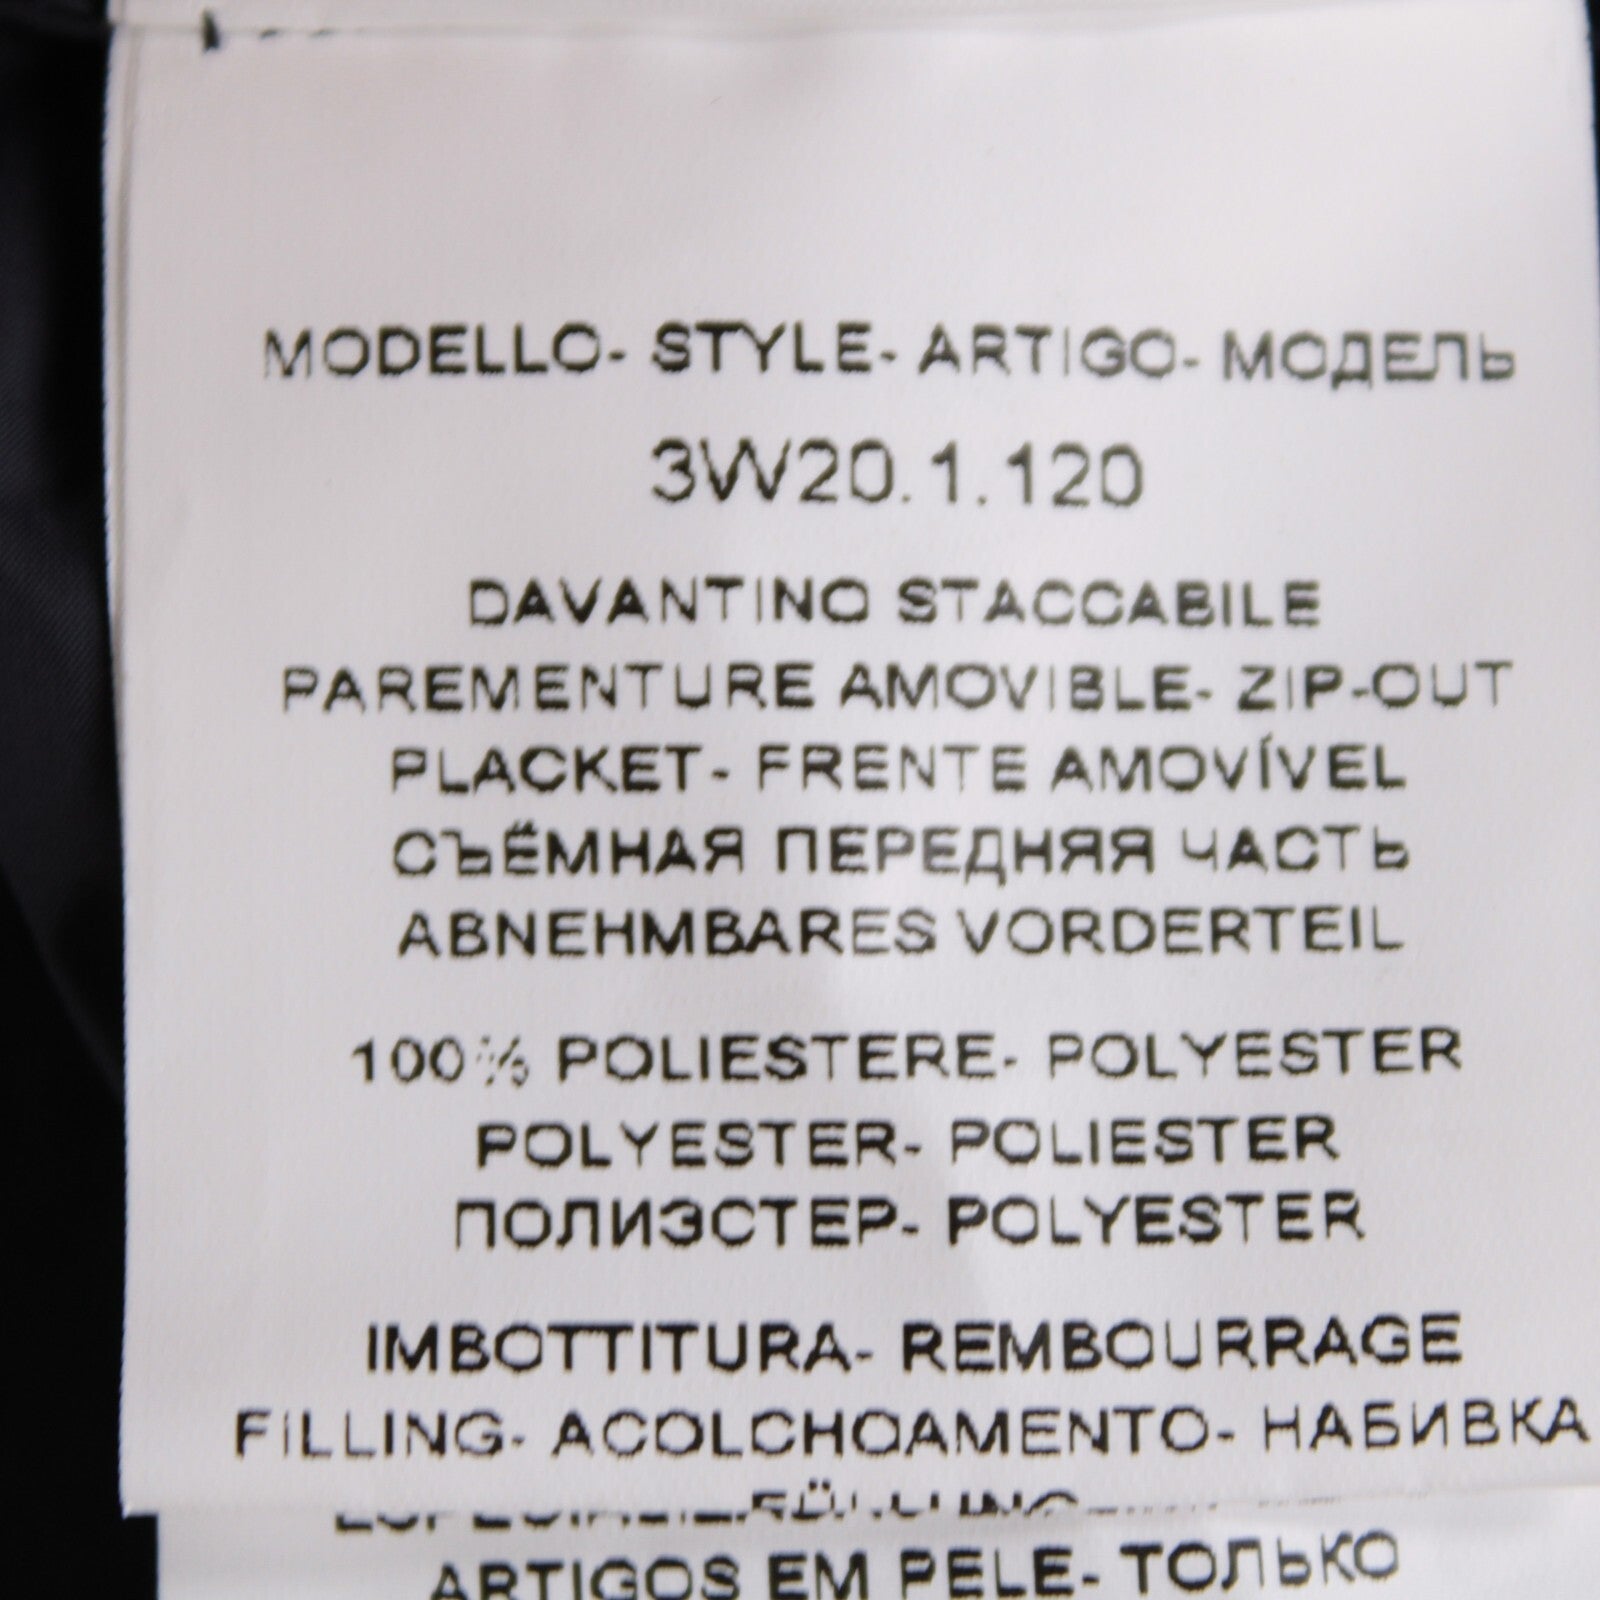 MODELLO- STYLE- ARTIGO- МОДЕЛЬ
3W20.1.120
DAVANTINO STACCABILE
PAREMENTURE AMOVIBLE- ZIP-OUT
PLACKET- FRENTE AMOVÍVEL
СЪЁМНАЯ ПЕРЕДНЯЯ ЧАСТЬ
ABNEHMBARES VORDERTEIL
100% POLIESTERE- POLYESTER
POLYESTER- POLIESTER
ПОЛИЭСТЕР- POLYESTER
IMBOTTITURA- REMBOURRAGE
FILLING- ACOLCHOAMENTO- НАБИВКА
ARTIGOS EM PELE- ТОЛЬКО